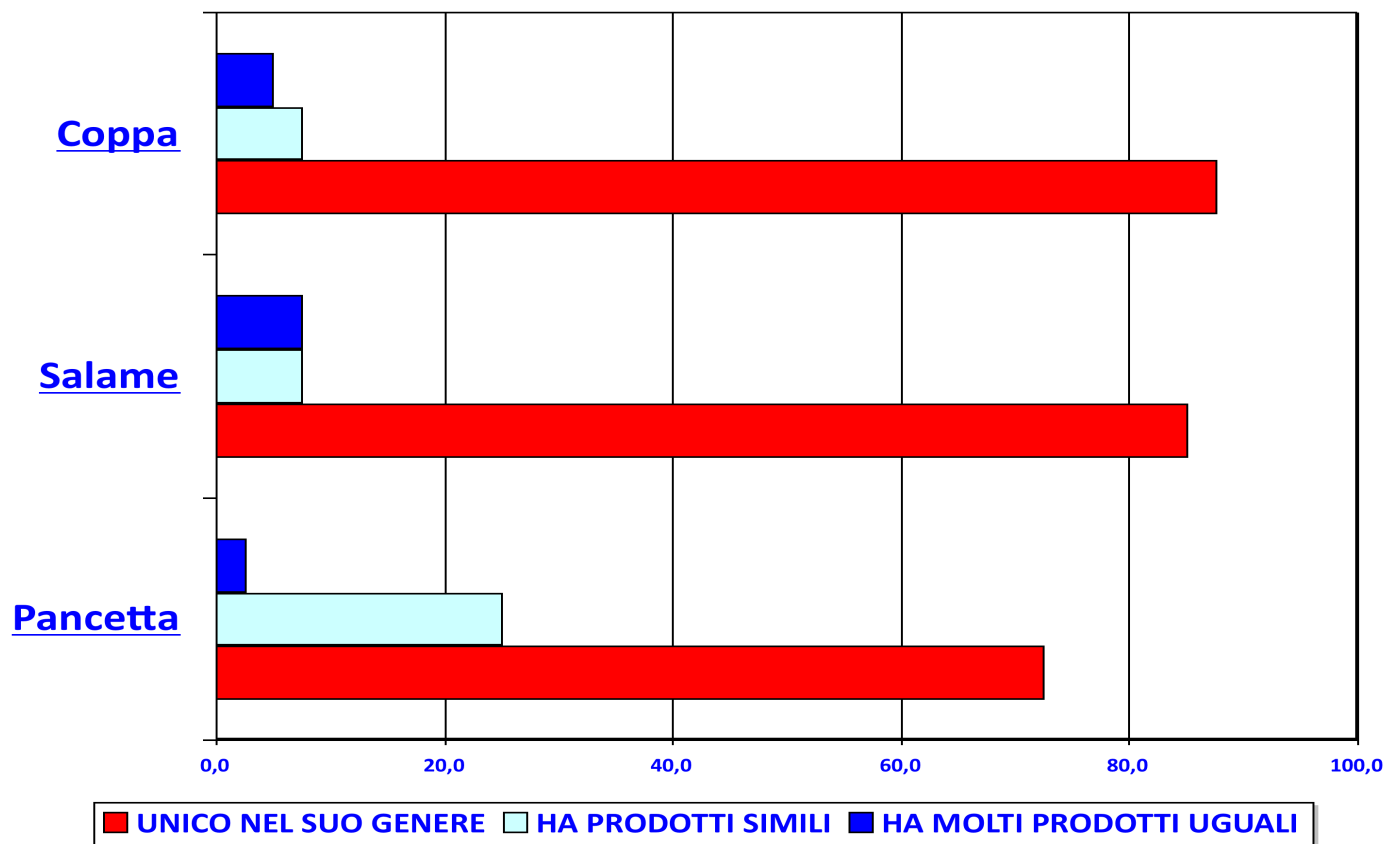 Coppa
Salame
Pancetta
0,0 20,0 40,0 60,0 80,0 100,0
UNICO NEL SUO GENERE HA PRODOTTI SIMILI HA MOLTI PRODOTTI UGUALI